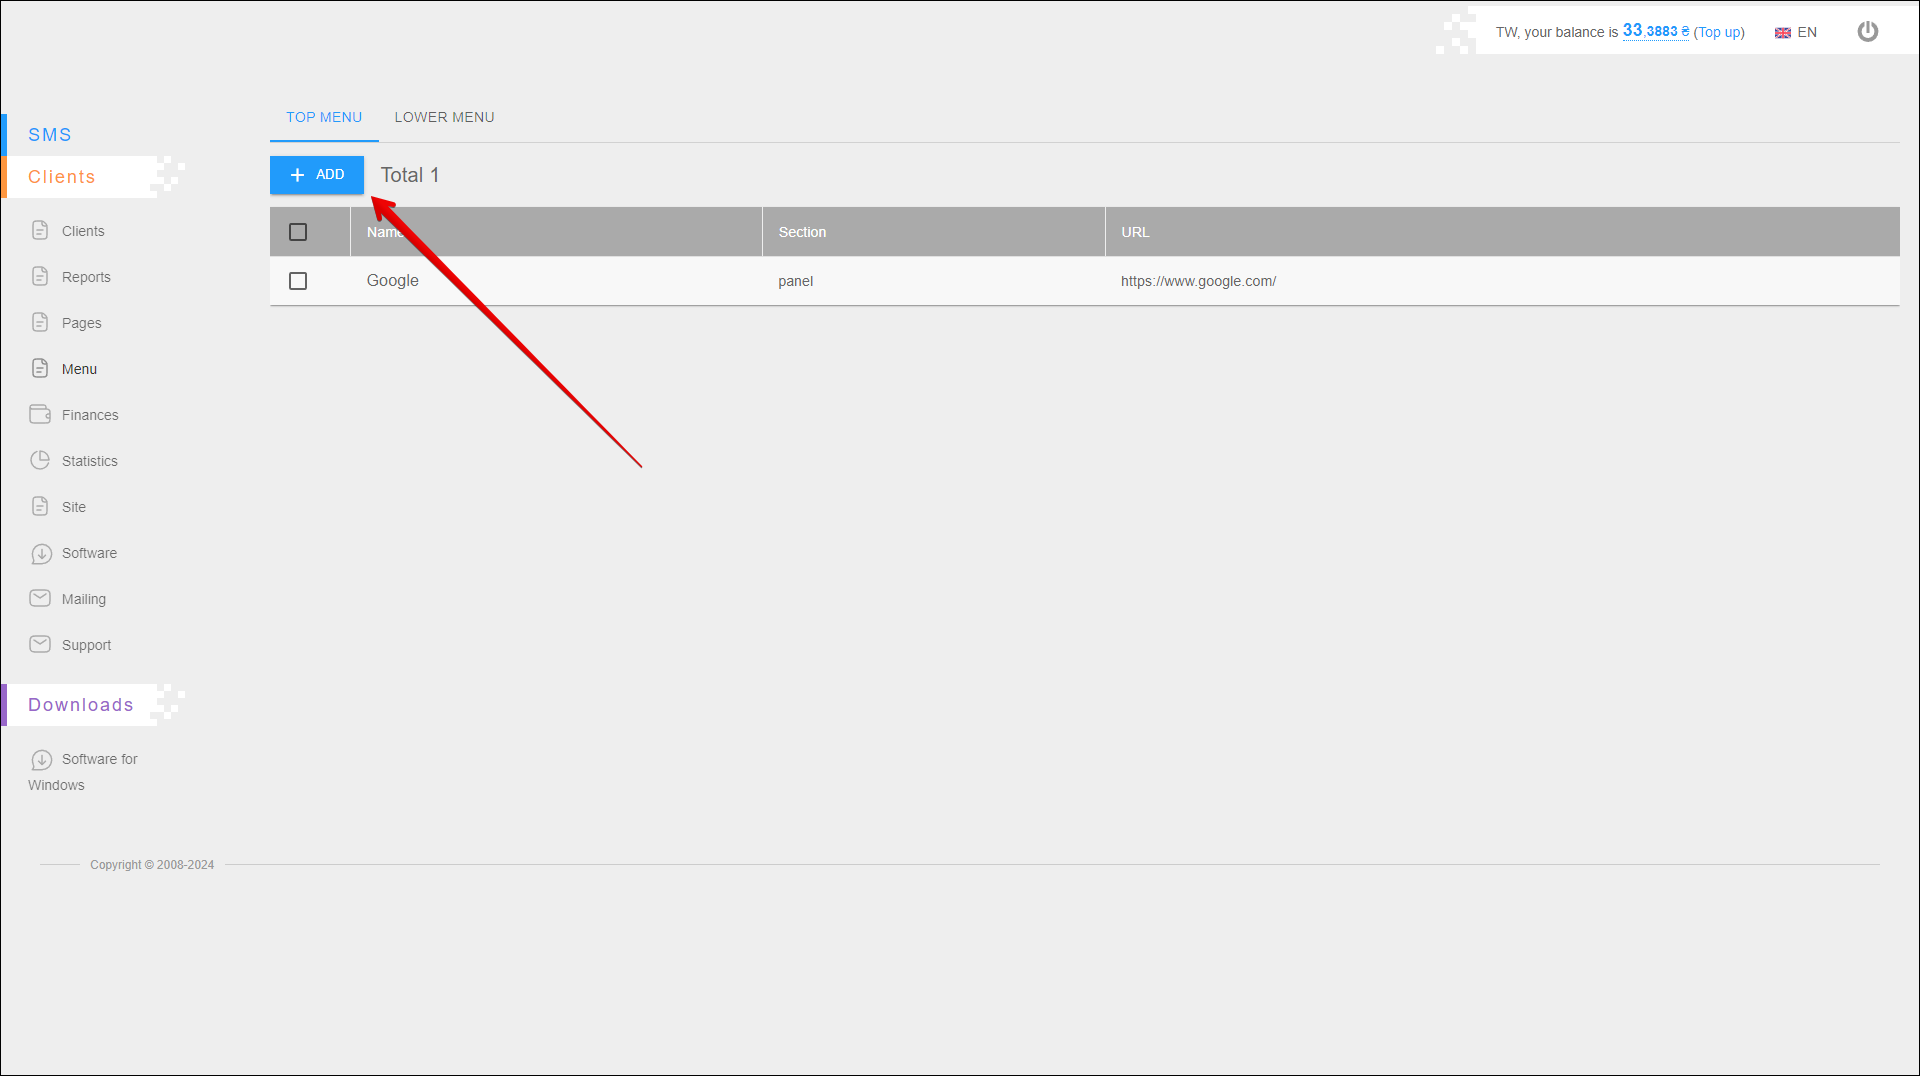 TW, your balance is 33.3883 ₴ (Top up) EN
TOP MENU LOWER MENU
SMS
Clients
ADD Total 1
Name Section URL
Google panel https://www.google.com/
Clients
Reports
Pages
Menu
Finances
Statistics
Site
Software
Mailing
Support
Downloads
Software for
Windows
Copyright © 2008-2024